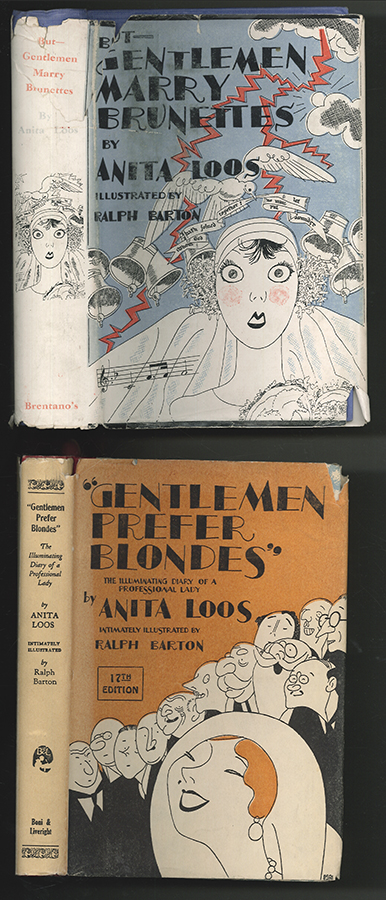 But—
Gentlemen
Marry
Brunettes
By
Anita Loos
Brentano's
BUT—
GENTLEMEN
MARRY
BRUNETTES
BY
ANITA LOOS
ILLUSTRATED BY
RALPH BARTON
"Gentlemen
Prefer
Blondes"
The
Illuminating
Diary of a
Professional
Lady
by
ANITA
LOOS
INTIMATELY
ILLUSTRATED
by
Ralph
Barton
Boni &
Liveright
"GENTLEMEN
PREFER
BLONDES"
THE ILLUMINATING DIARY OF A
PROFESSIONAL LADY
by ANITA LOOS
INTIMATELY ILLUSTRATED BY
RALPH BARTON
17TH
EDITION